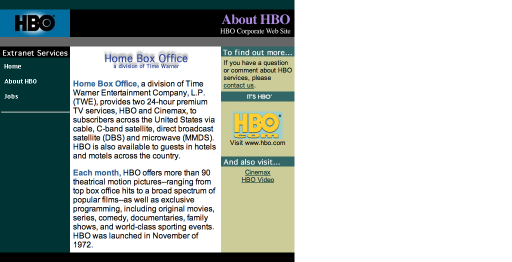 HBO
About HBO
HBO Corporate Web Site
Extranet Services
Home
About HBO
Jobs
Home Box Office
a division of Time Warner
Home Box Office, a division of Time
Warner Entertainment Company, L.P.
(TWE), provides two 24-hour premium
TV services, HBO and Cinemax, to
subscribers across the United States via
cable, C-band satellite, direct broadcast
satellite (DBS) and microwave (MMDS).
HBO is also available to guests in hotels
and motels across the country.
Each month, HBO offers more than 90
theatrical motion pictures--ranging from
top box office hits to a broad spectrum of
popular films--as well as exclusive
programming, including original movies,
series, comedy, documentaries, family
shows, and world-class sporting events.
HBO was launched in November of
1972.
To find out more...
If you have a question
or comment about HBO
services, please
contact us.
IT'S HBO'
HBO
.com
Visit www.hbo.com
And also visit...
Cinemax
HBO Video